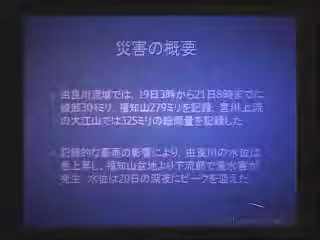 災害の概要
由良川流域では、19日3時から21日8時までに
綾部304ミリ、福知山279ミリを記録、宮川上流
の大江山では325ミリの総雨量を記録した
記録的な豪雨の影響により、由良川の水位は
急上昇し、福知山盆地より下流部で重水害が
発生 水位は20日の深夜にピークを迎えた